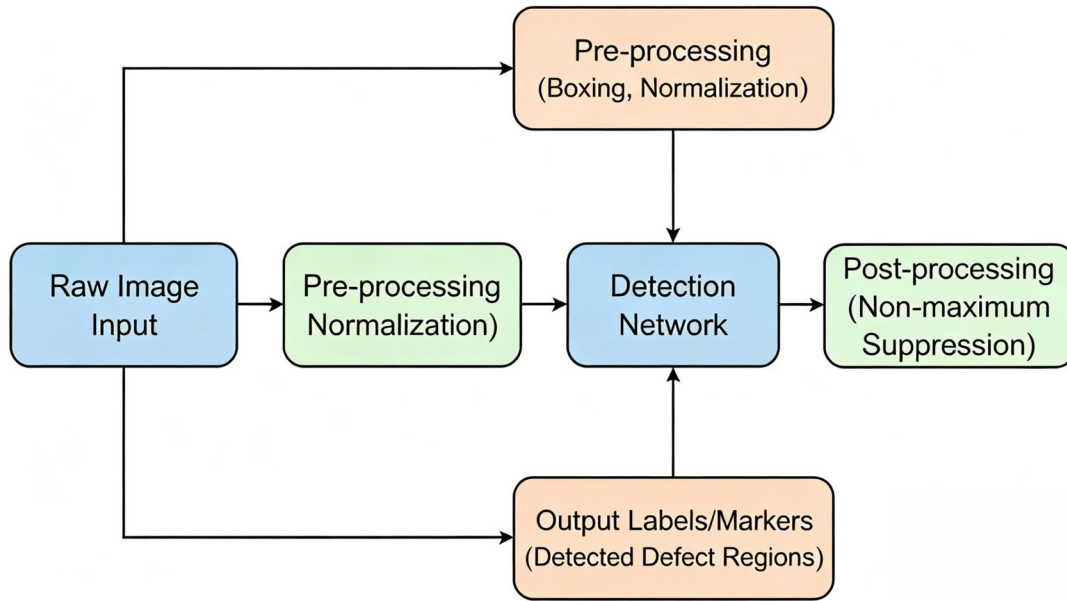 Pre-processing
(Boxing, Normalization)
Raw Image
Input
Pre-processing
Normalization)
Detection
Network
Post-processing
(Non-maximum
Suppression)
Output Labels/Markers
(Detected Defect Regions)